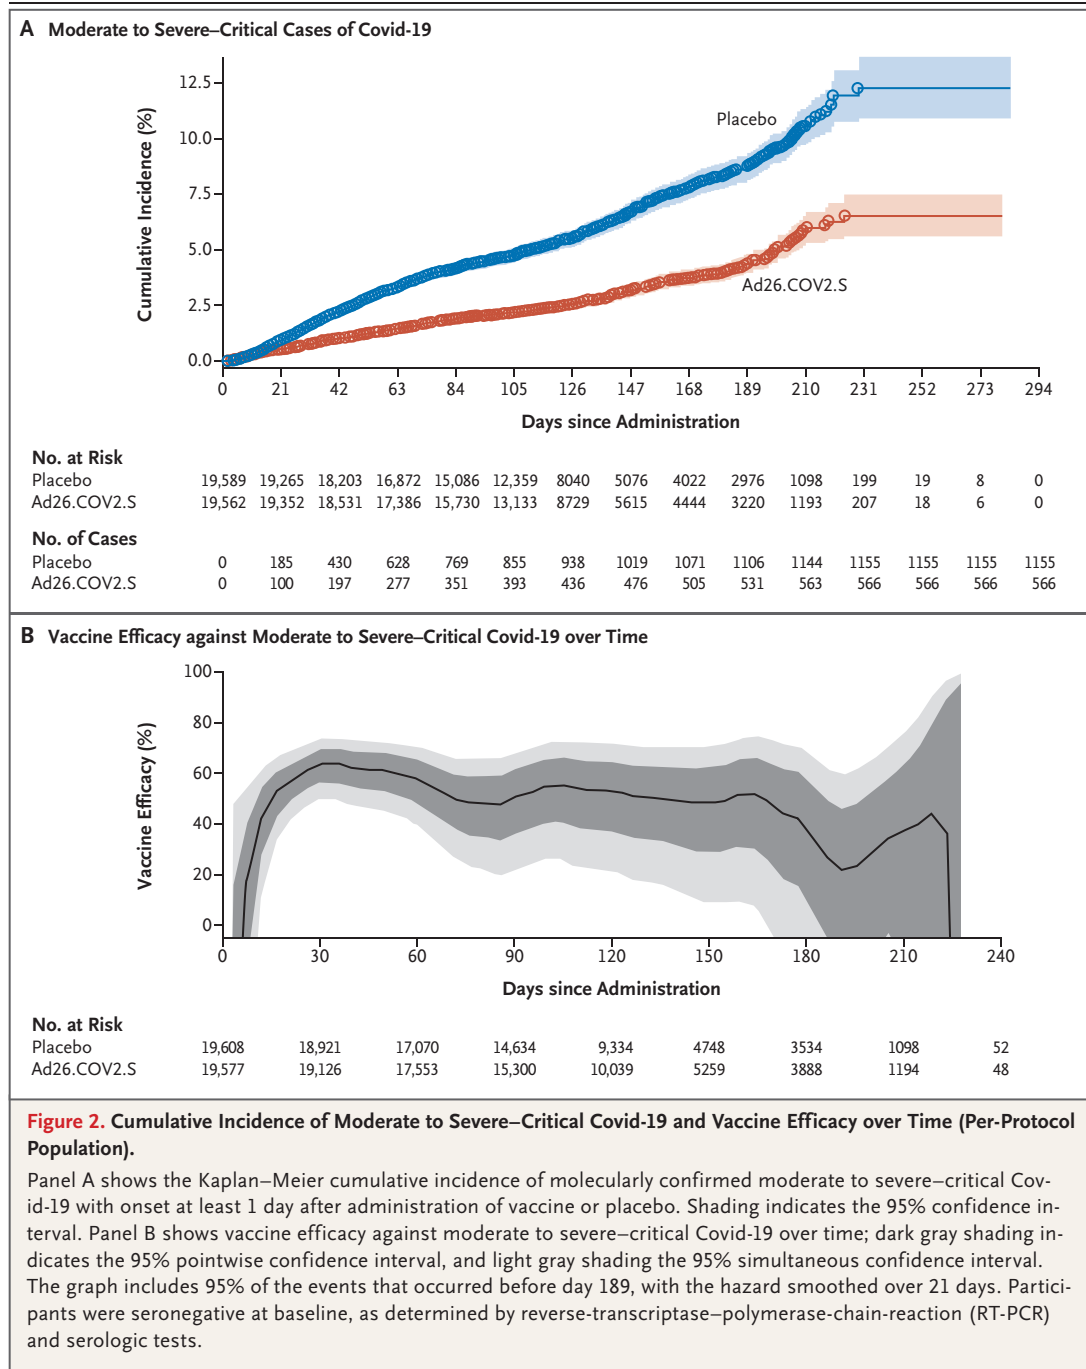 A Moderate to Severe–Critical Cases of Covid-19
Cumulative Incidence (%)
12.5
10.0
7.5
5.0
2.5
0.0
Placebo
Ad26.COV2.S
0 21 42 63 84 105 126 147 168 189 210 231 252 273 294
Days since Administration
No. at Risk
Placebo 19,589 19,265 18,203 16,872 15,086 12,359 8040 5076 4022 2976 1098 199 19 8 0
Ad26.COV2.S 19,562 19,352 18,531 17,386 15,730 13,133 8729 5615 4444 3220 1193 207 18 6 0
No. of Cases
Placebo 0 185 430 628 769 855 938 1019 1071 1106 1144 1155 1155 1155 1155
Ad26.COV2.S 0 100 197 277 351 393 436 476 505 531 563 566 566 566 566
B Vaccine Efficacy against Moderate to Severe–Critical Covid-19 over Time
Vaccine Efficacy (%)
100
80
60
40
20
0
0 30 60 90 120 150 180 210 240
Days since Administration
No. at Risk
Placebo 19,608 18,921 17,070 14,634 9,334 4748 3534 1098 52
Ad26.COV2.S 19,577 19,126 17,553 15,300 10,039 5259 3888 1194 48
Figure 2. Cumulative Incidence of Moderate to Severe–Critical Covid-19 and Vaccine Efficacy over Time (Per-Protocol
Population).
Panel A shows the Kaplan–Meier cumulative incidence of molecularly confirmed moderate to severe–critical Cov-
id-19 with onset at least 1 day after administration of vaccine or placebo. Shading indicates the 95% confidence in-
terval. Panel B shows vaccine efficacy against moderate to severe–critical Covid-19 over time; dark gray shading in-
dicates the 95% pointwise confidence interval, and light gray shading the 95% simultaneous confidence interval.
The graph includes 95% of the events that occurred before day 189, with the hazard smoothed over 21 days. Partici-
pants were seronegative at baseline, as determined by reverse-transcriptase–polymerase-chain-reaction (RT-PCR)
and serologic tests.